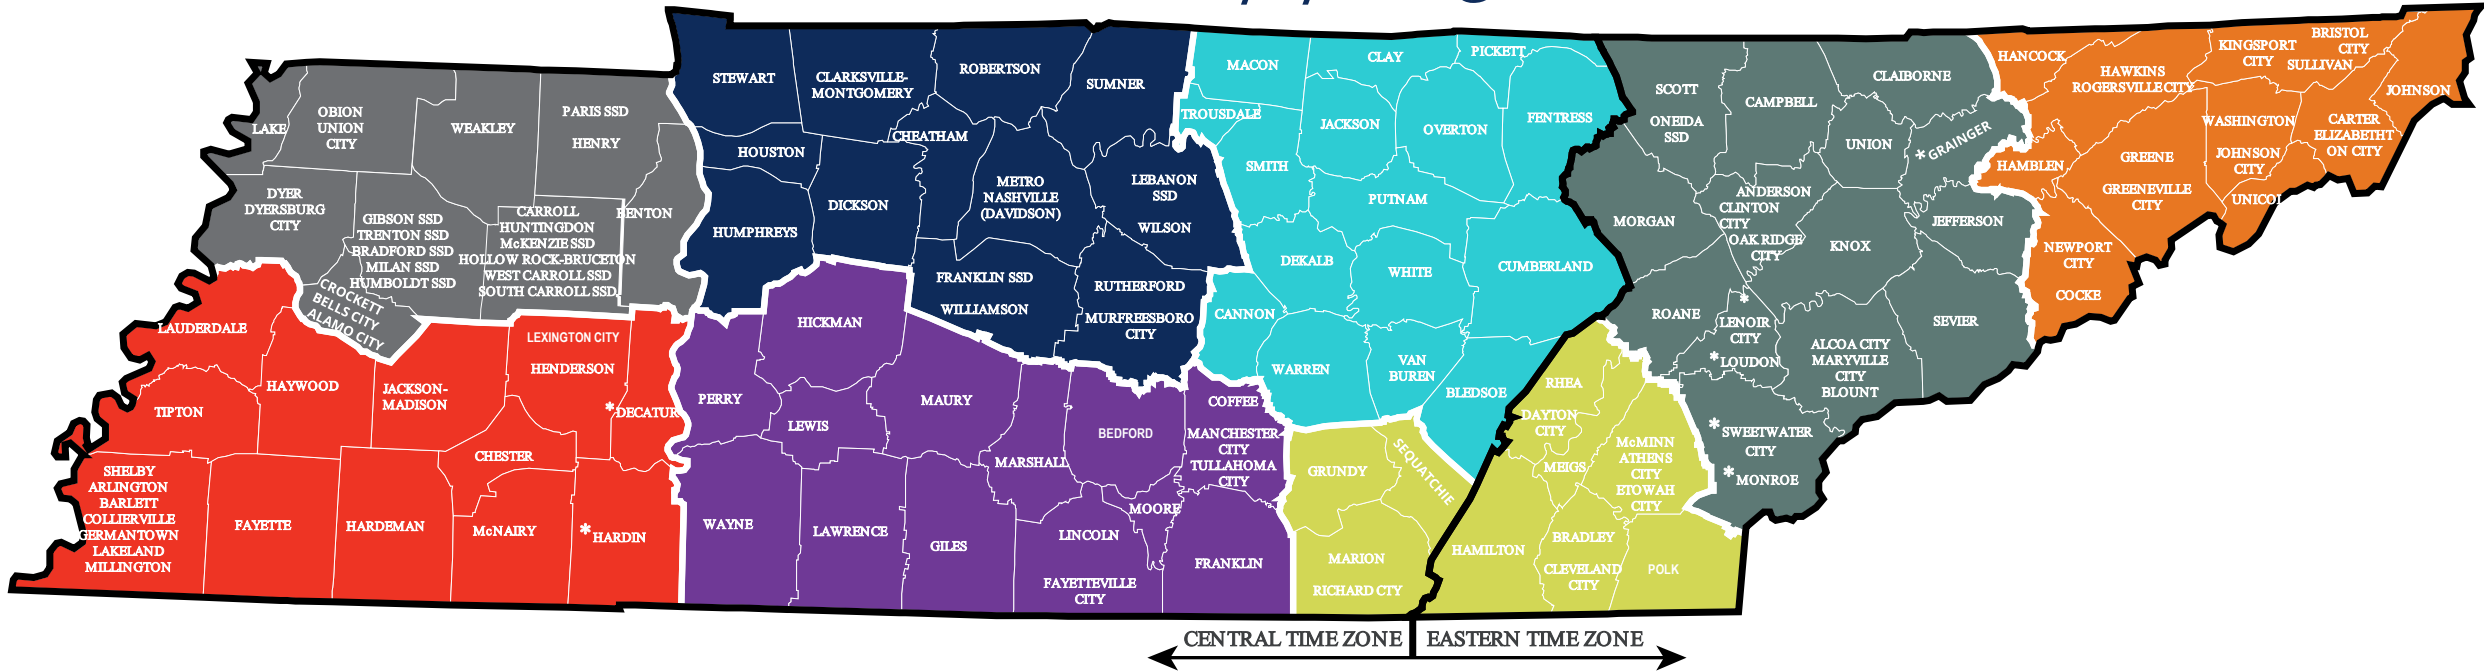 LAKE
OBION
UNION
CITY
WEAKLEY
PARIS SSD
HENRY
DYER
DYERSBURG
CITY
GIBSON SSD
TRENTON SSD
BRADFORD SSD
MILAN SSD
HUMBOLDT SSD
CARROLL
HUNTINGDON
McKENZIE SSD
HOLLOW ROCK-BRUCETON
WEST CARROLL SSD
SOUTH CARROLL SSD
BENTON
CROCKETT
BELLS CITY
ALAMO CITY
LAUDERDALE
HAYWOOD
JACKSON-
MADISON
LEXINGTON CITY
HENDERSON
*DECATUR
TIPTON
CHESTER
SHELBY
ARLINGTON
BARLETT
COLLIERVILLE
GERMANTOWN
LAKELAND
MILLINGTON
FAYETTE
HARDEMAN
McNAIRY
*HARDIN
STEWART
CLARKSVILLE-
MONTGOMERY
ROBERTSON
SUMNER
CHEATHAM
HOUSTON
DICKSON
HUMPHREYS
METRO
NASHVILLE
(DAVIDSON)
LEBANON
SSD
WILSON
FRANKLIN SSD
WILLIAMSON
RUTHERFORD
MURFREESBORO
CITY
HICKMAN
PERRY
LEWIS
MAURY
MARSHALL
BEDFORD
COFFEE
MANCHESTER
CITY
TULLAHOMA
CITY
MOORE
WAYNE
LAWRENCE
GILES
LINCOLN
FAYETTEVILLE
CITY
FRANKLIN
MACON
CLAY
PICKETT
TROUSDALE
JACKSON
OVERTON
FENTRESS
SMITH
PUTNAM
DEKALB
WHITE
CUMBERLAND
CANNON
WARREN
VAN
BUREN
BLEDSOE
GRUNDY
SEQUATCHIE
MARION
RICHARD CTY
RHEA
DAYTON
CITY
MEIGS
McMINN
ATHENS
CITY
ETOWAH
CITY
HAMILTON
BRADLEY
CLEVELAND
CITY
POLK
SCOTT
ONEIDA
SSD
CAMPBELL
CLAIBORNE
UNION
*GRAINGER
MORGAN
ANDERSON
CLINTON
CITY
OAK RIDGE
CITY
KNOX
JEFFERSON
ROANE
*
LENOIR
CITY
*LOUDON
ALCOA CITY
MARYVILLE
CITY
BLOUNT
SEVIER
*SWEETWATER
CITY
*MONROE
HANCOCK
HAWKINS
ROGERSVILLE CITY
KINGSPORT
CITY
BRISTOL
CITY
SULLIVAN
JOHNSON
WASHINGTON
JOHNSON
CITY
CARTER
ELIZABETHT
ON CITY
HAMBLEN
GREENE
GREENEVILLE
CITY
UNICOI
NEWPORT
CITY
COCKE
CENTRAL TIME ZONE
EASTERN TIME ZONE